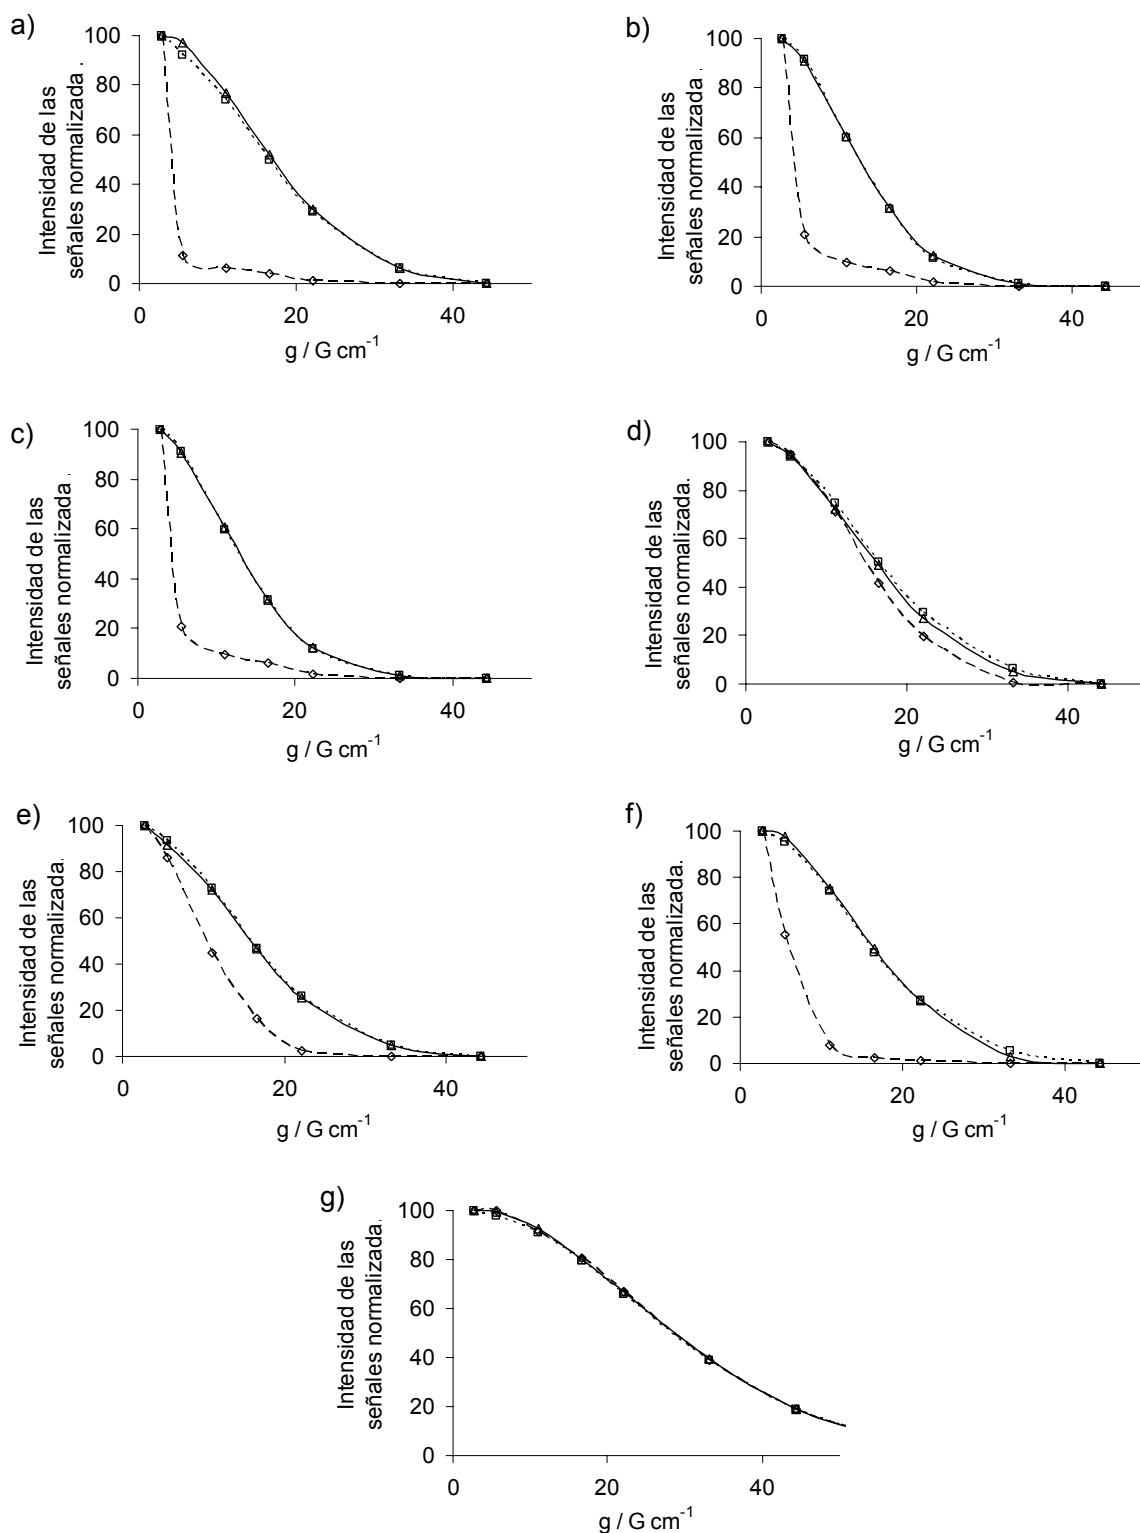 a)
Intensidad de las
señales normalizada .
100
80
60
40
20
0
0 20 40
g / G cm-1
b)
Intensidad de las
señales normalizada .
100
80
60
40
20
0
0 20 40
g / G cm-1
c)
Intensidad de las
señales normalizada .
100
80
60
40
20
0
0 20 40
g / G cm-1
d)
Intensidad de las
señales normalizada.
100
80
60
40
20
0
0 20 40
g / G cm-1
e)
Intensidad de las
señales normalizada.
100
80
60
40
20
0
0 20 40
g / G cm-1
f)
Intensidad de las
señales normalizada.
100
80
60
40
20
0
0 20 40
g / G cm-1
g)
Intensidad de las
señales normalizada.
100
80
60
40
20
0
0 20 40
g / G cm-1